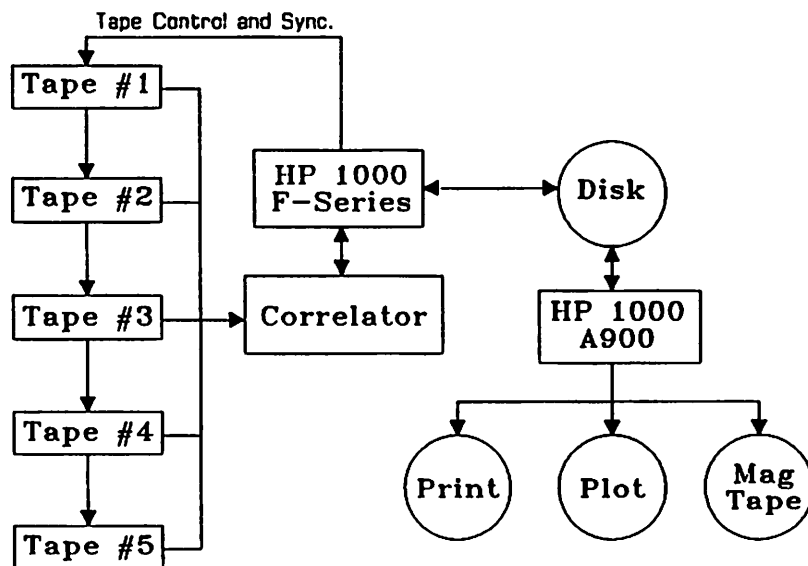 Tape Control and Sync.
Tape #1
Tape #2
Tape #3
Tape #4
Tape #5
HP 1000
F-Series
Correlator
Disk
HP 1000
A900
Print
Plot
Mag
Tape